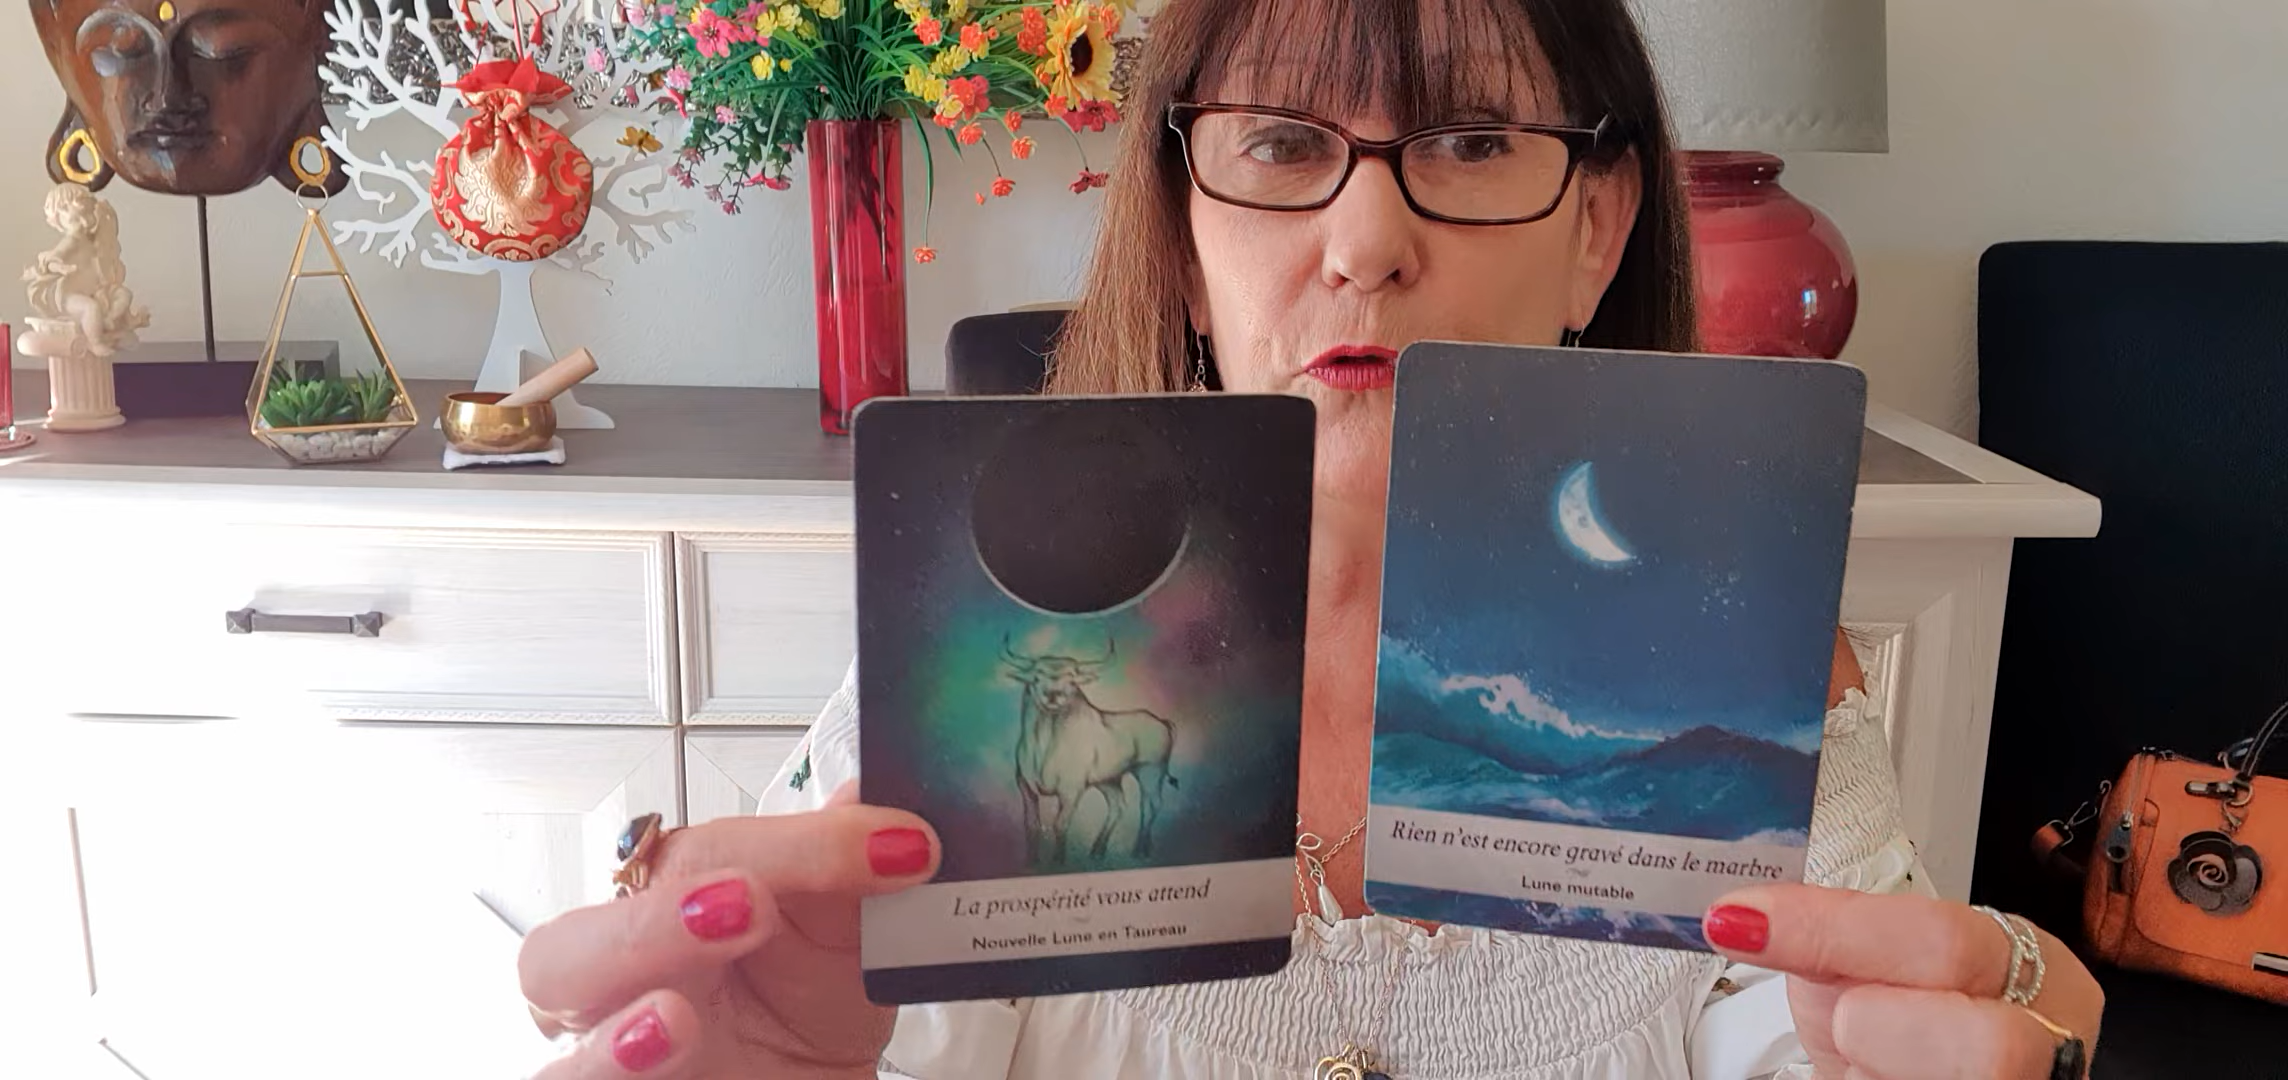 La prospérité vous attend
Nouvelle Lune en Taureau
Rien n'est encore gravé dans le marbre
Lune mutable